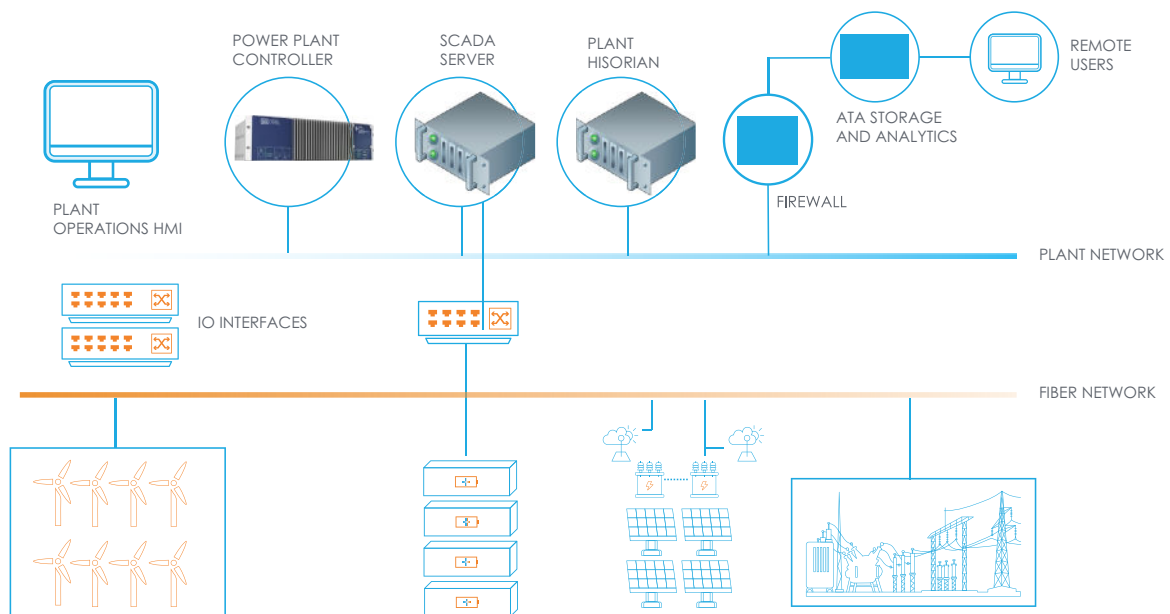 POWER PLANT
CONTROLLER
SCADA
SERVER
PLANT
HISORIAN
REMOTE
USERS
ATA STORAGE
AND ANALYTICS
PLANT
OPERATIONS HMI
FIREWALL
PLANT NETWORK
IO INTERFACES
FIBER NETWORK